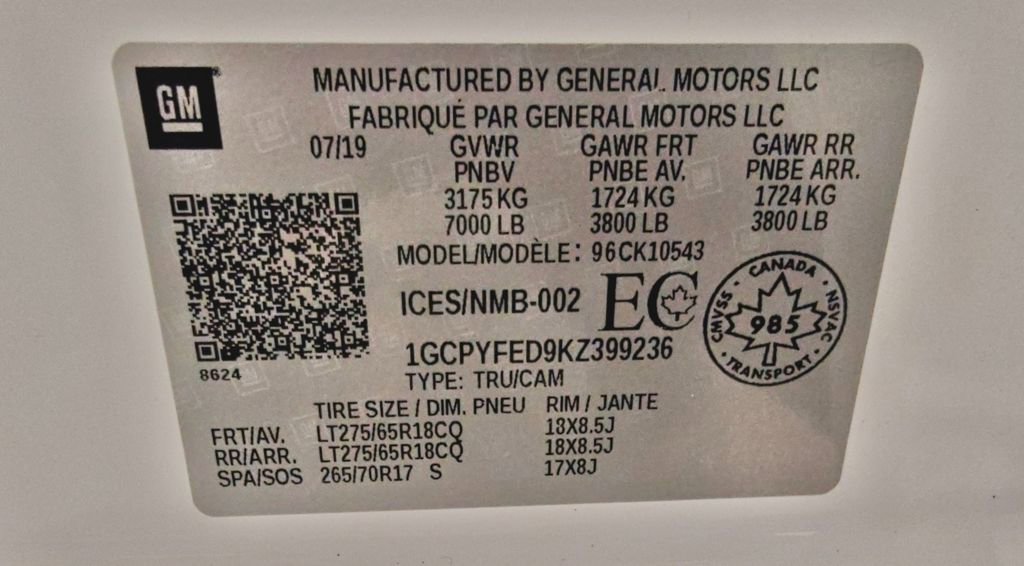 GM
MANUFACTURED BY GENERAL MOTORS LLC
FABRIQUÉ PAR GENERAL MOTORS LLC
07/19 GVWR GAWR FRT GAWR RR
PNBV PNBE AV. PNBE ARR.
3175 KG 1724 KG 1724 KG
7000 LB 3800 LB 3800 LB
MODEL/MODÈLE: 96CK10543
ICES/NMB-002 EC
CANADA
CMVSS 985 NSVAC
TRANSPORT
1GCPYFED9KZ399236
8624
TYPE: TRU/CAM
TIRE SIZE / DIM. PNEU RIM / JANTE
FRT/AV. LT275/65R18CQ 18X8.5J
RR/ARR. LT275/65R18CQ 18X8.5J
SPA/SOS 265/70R17 S 17X8J